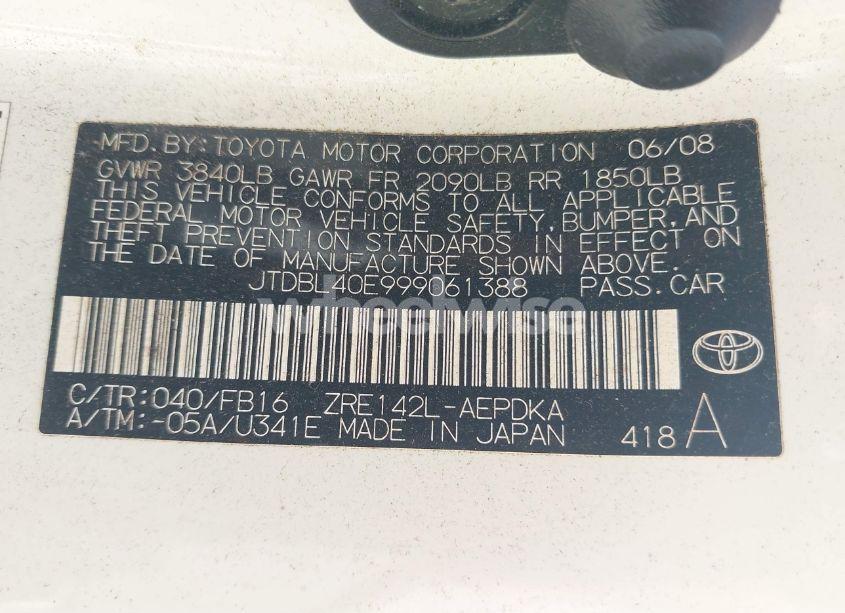 MFD. BY: TOYOTA MOTOR CORPORATION 06/08
GVWR 3840LB GAWR FR 2090LB RR 1850LB
THIS VEHICLE CONFORMS TO ALL APPLICABLE
FEDERAL MOTOR VEHICLE SAFETY, BUMPER, AND
THEFT PREVENTION STANDARDS IN EFFECT ON
THE DATE OF MANUFACTURE SHOWN ABOVE.
JTDBL40E999061388 PASS. CAR
wheelwise
C/TR: 040/FB16 ZRE142L-AEPDKA
A/TM: -05A/U341E MADE IN JAPAN 418 A